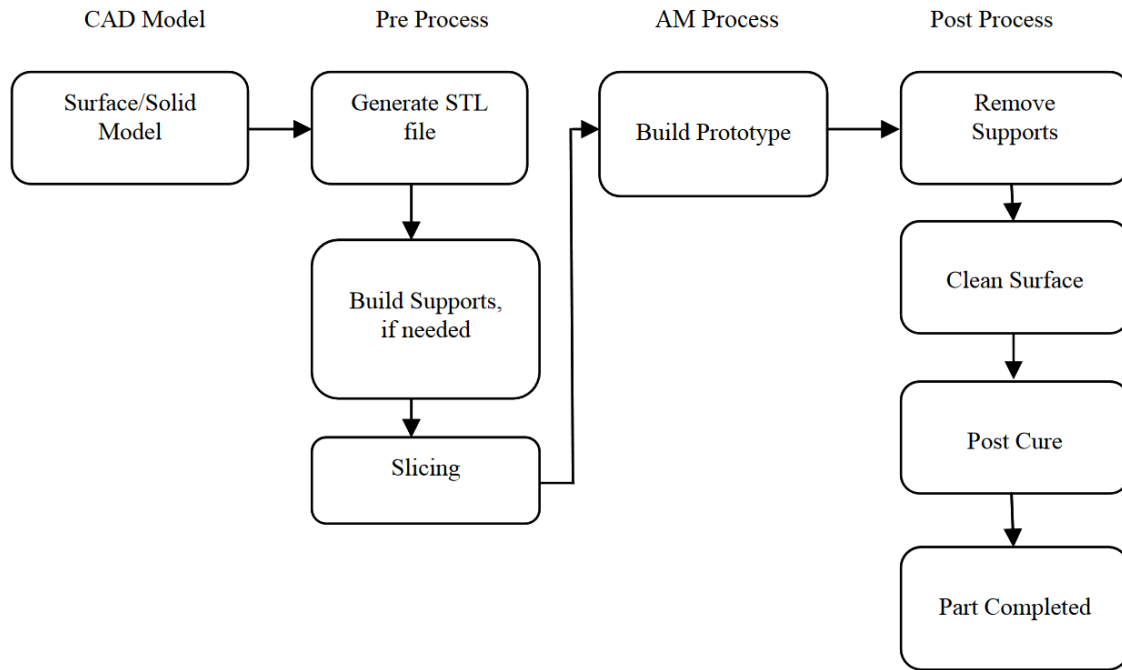 CAD Model
Pre Process
AM Process
Post Process
Surface/Solid
Model
Generate STL
file
Build Supports,
if needed
Slicing
Build Prototype
Remove
Supports
Clean Surface
Post Cure
Part Completed